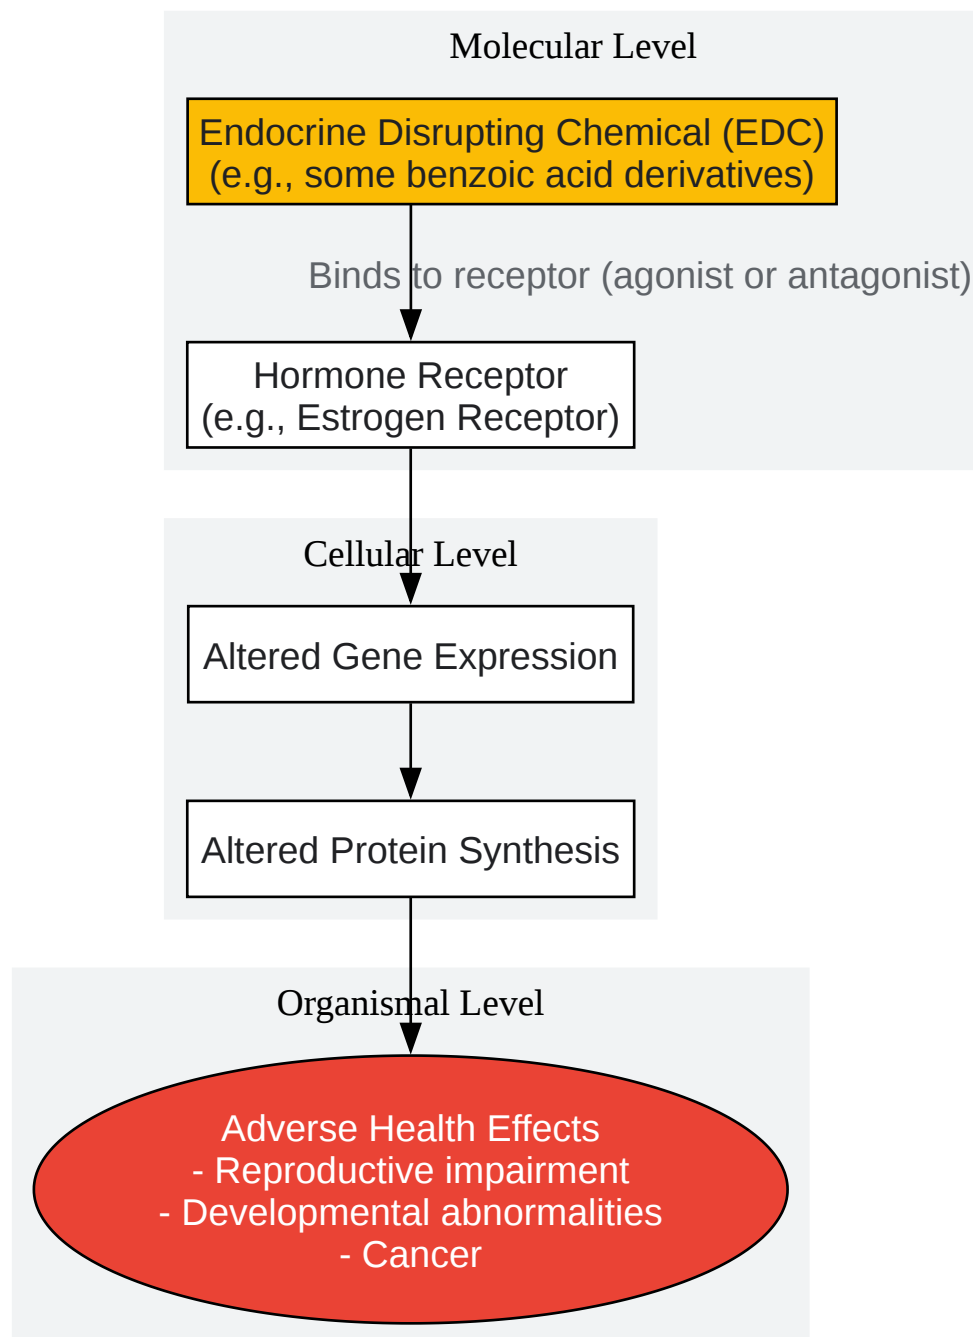 Molecular Level
Endocrine Disrupting Chemical (EDC)
(e.g., some benzoic acid derivatives)
Binds to receptor (agonist or antagonist)
Hormone Receptor
(e.g., Estrogen Receptor)
Cellular Level
Altered Gene Expression
Altered Protein Synthesis
Organismal Level
Adverse Health Effects
- Reproductive impairment
- Developmental abnormalities
- Cancer